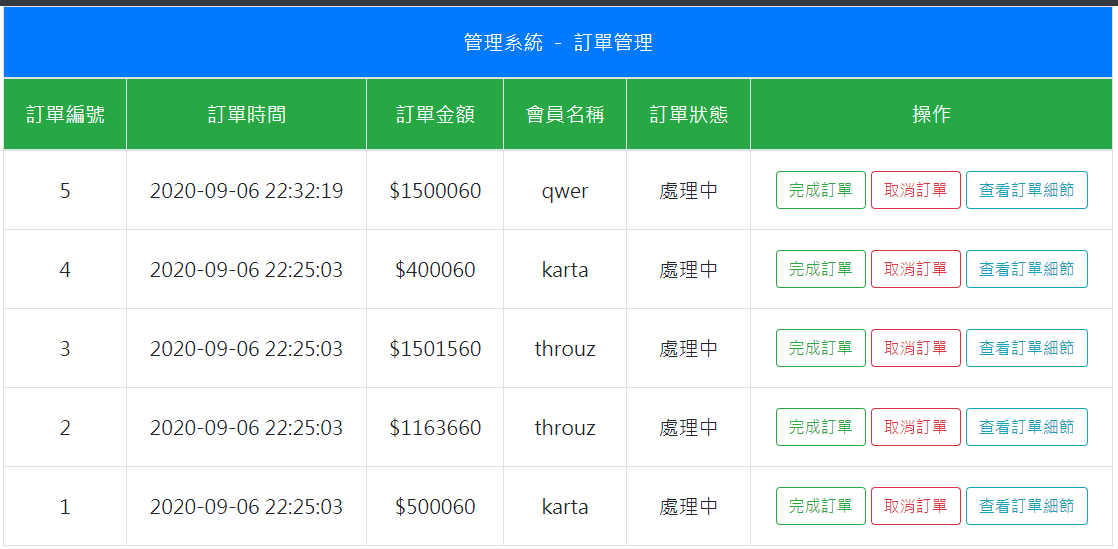 管理系統 - 訂單管理
訂單編號 訂單時間 訂單金額 會員名稱 訂單狀態 操作
5 2020-09-06 22:32:19 $1500060 qwer 處理中 完成訂單 取消訂單 查看訂單細節
4 2020-09-06 22:25:03 $400060 karta 處理中 完成訂單 取消訂單 查看訂單細節
3 2020-09-06 22:25:03 $1501560 throuz 處理中 完成訂單 取消訂單 查看訂單細節
2 2020-09-06 22:25:03 $1163660 throuz 處理中 完成訂單 取消訂單 查看訂單細節
1 2020-09-06 22:25:03 $500060 karta 處理中 完成訂單 取消訂單 查看訂單細節